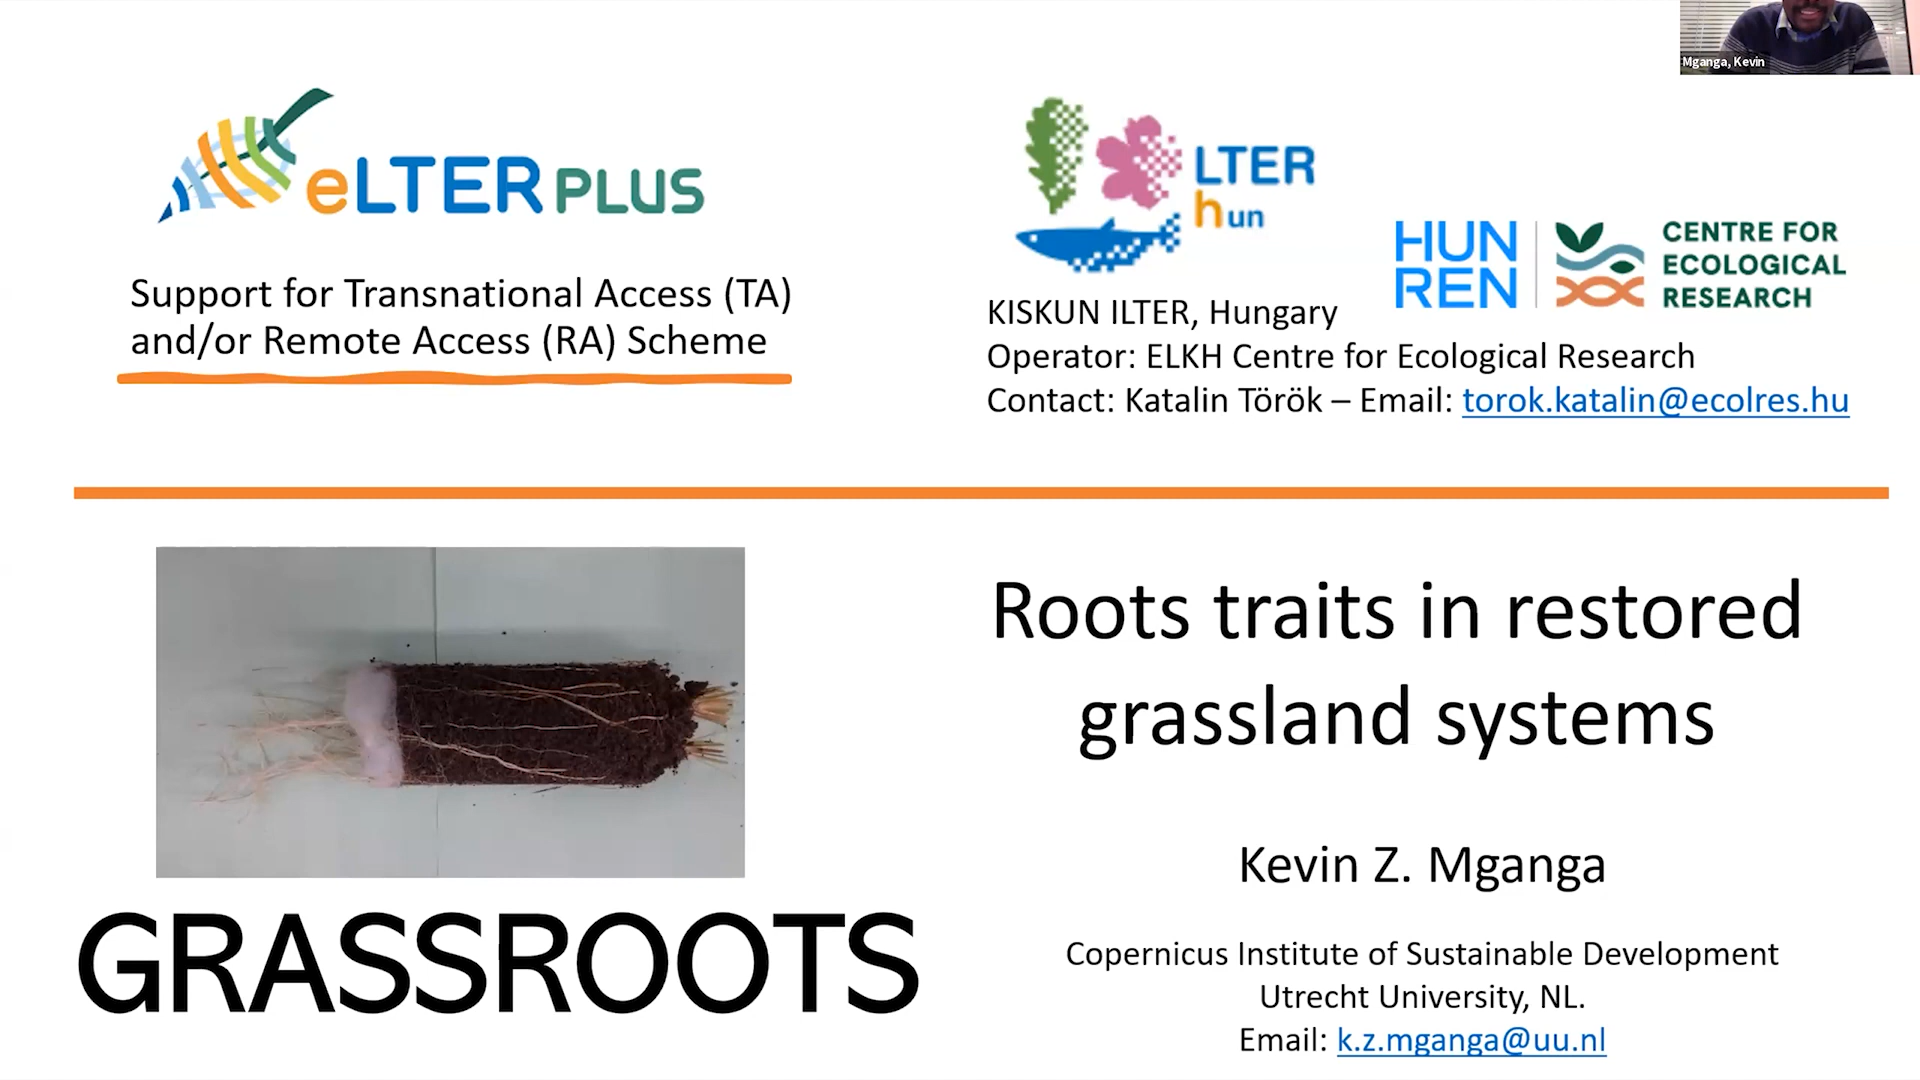 Mganga, Kevin
eLTER PLUS
Support for Transnational Access (TA)
and/or Remote Access (RA) Scheme
LTER
hun
HUN
REN
CENTRE FOR
ECOLOGICAL
RESEARCH
KISKUN lLTER, Hungary
Operator: ELKH Centre for Ecological Research
Contact: Katalin Török – Email: torok.katalin@ecolres.hu
GRASSROOTS
Roots traits in restored
grassland systems
Kevin Z. Mganga
Copernicus Institute of Sustainable Development
Utrecht University, NL.
Email: k.z.mganga@uu.nl